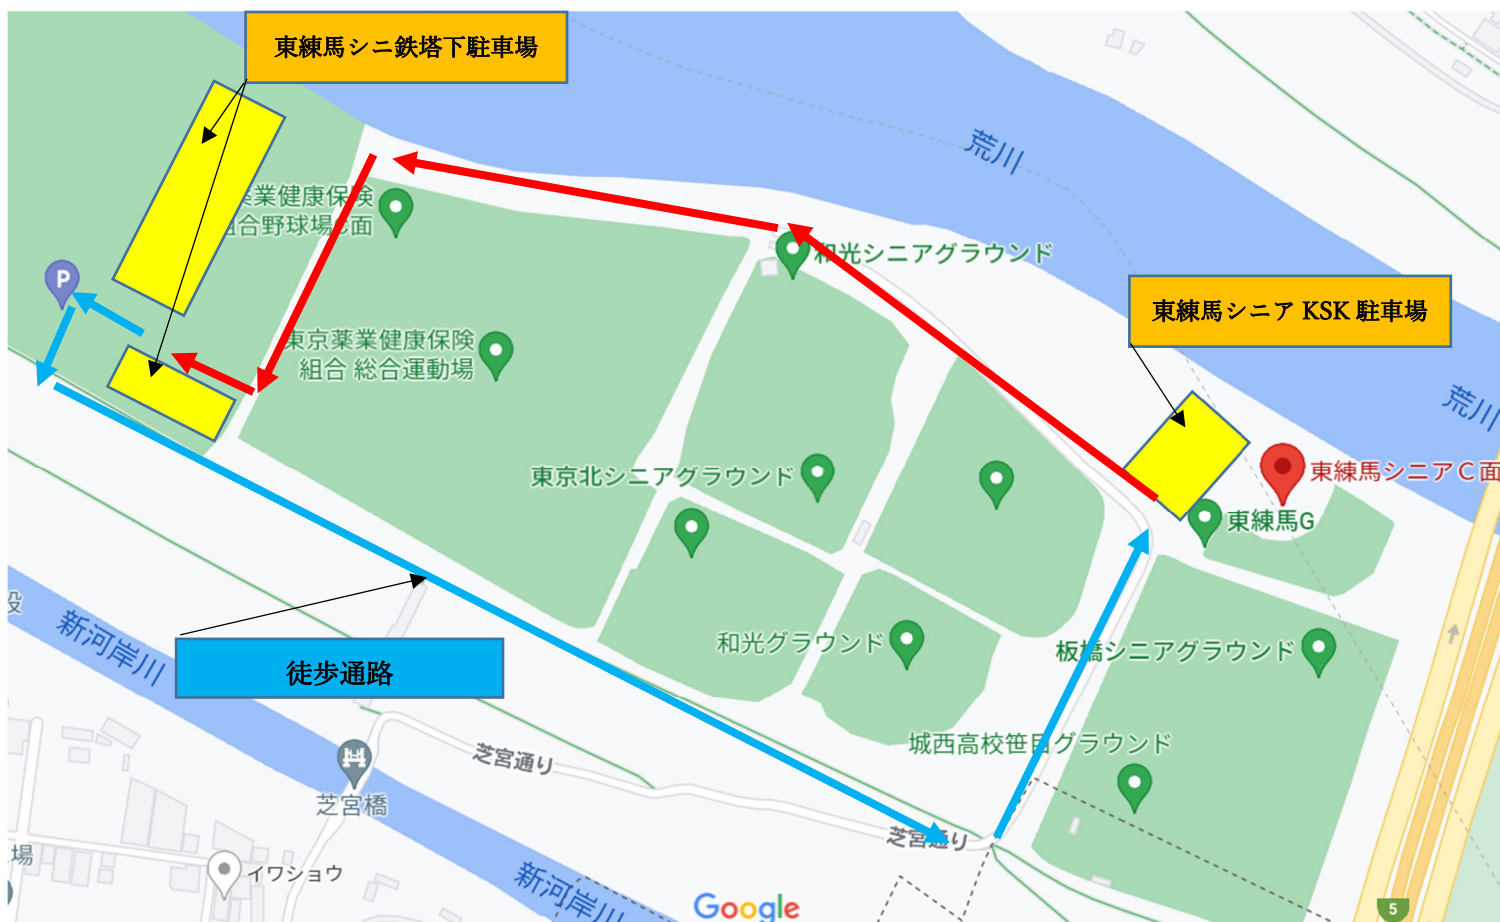 東練馬シニ鉄塔下駐車場
荒川
薬業健康保険
組合野球場C面
和光シニアグラウンド
東練馬シニア KSK 駐車場
P
東京薬業健康保険
組合 総合運動場
荒川
東練馬シニアC面
東京北シニアグラウンド
東練馬G
新河岸川
徒歩通路
和光グラウンド
板橋シニアグラウンド
芝宮通り
城西高校笹目グラウンド
芝宮橋
芝宮通り
場
イワショウ
新河岸川
Google
5